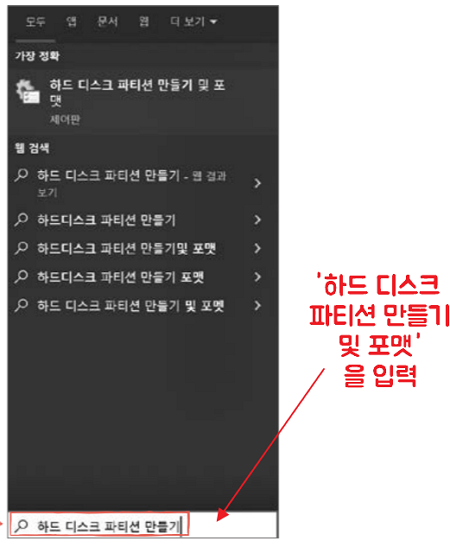 모두 앱 문서 웹 더 보기
가장 정확
하드 디스크 파티션 만들기 및 포
맷
제어판
웹 검색
하드 디스크 파티션 만들기 - 웹 결과
보기
하드디스크 파티션 만들기
하드 디스크 파티션 만들기및 포맷
하드디스크 파티션 만들기 포맷
하드 디스크 파티션 만들기 및 포멧
'하드 디스크
파티션 만들기
및 포맷'
을 입력
하드 디스크 파티션 만들기